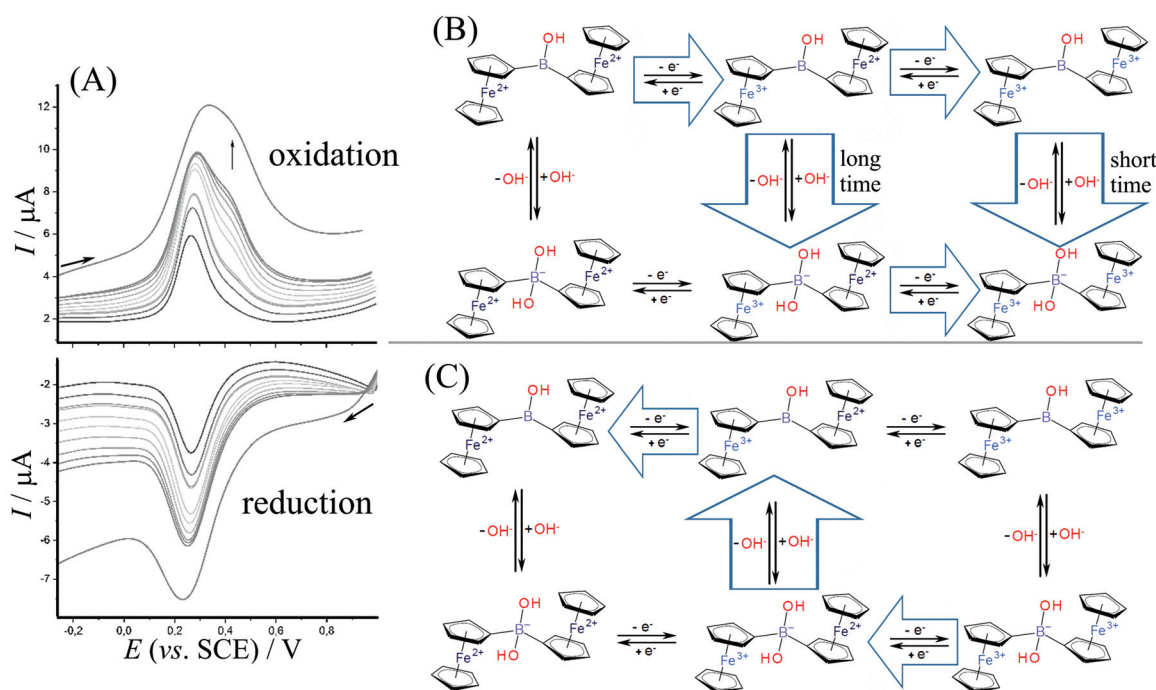 (A)
I / µA
12
10
8
6
4
2
oxidation
I / µA
-2
-3
-4
-5
-6
-7
reduction
-0,2 0,0 0,2 0,4 0,6 0,8
E (vs. SCE) / V
(B)
OH
B
Fe2+
Fe2+
- e-
+ e-
OH
B
Fe2+
Fe3+
- e-
+ e-
OH
B
Fe3+
Fe3+
-OH- +OH-
-OH- +OH-
long
time
-OH- +OH-
short
time
OH
B-
HO
Fe2+
Fe2+
- e-
+ e-
OH
B-
HO
Fe2+
Fe3+
- e-
+ e-
OH
B-
HO
Fe3+
Fe3+
(C)
OH
B
Fe2+
Fe2+
- e-
+ e-
OH
B
Fe2+
Fe3+
- e-
+ e-
OH
B
Fe3+
Fe3+
-OH- +OH-
-OH- +OH-
-OH- +OH-
OH
B-
HO
Fe2+
Fe2+
- e-
+ e-
OH
B-
HO
Fe2+
Fe3+
- e-
+ e-
OH
B-
HO
Fe3+
Fe3+